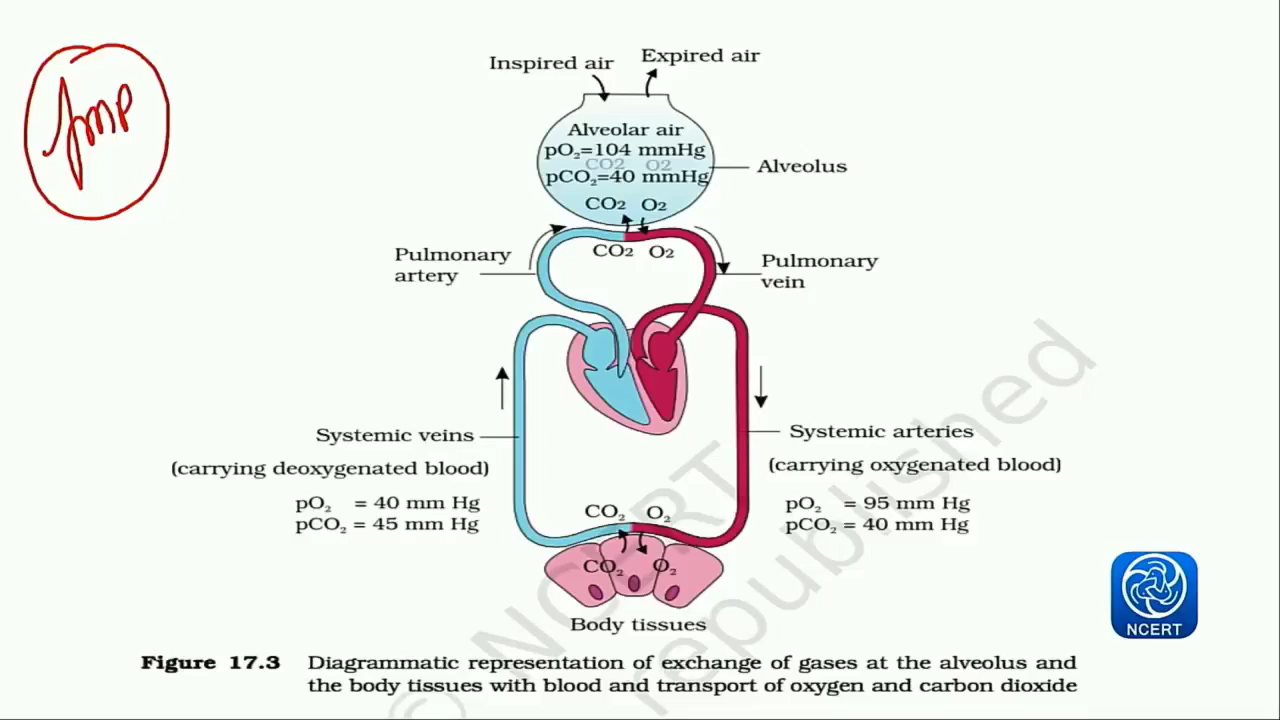 Imp
Inspired air
Expired air
Alveolar air
pO₂=104 mmHg
CO2 O2
pCO₂=40 mmHg
CO2 O2
Alveolus
CO2 O2
Pulmonary
artery
Pulmonary
vein
Systemic veins
(carrying deoxygenated blood)
pO₂ = 40 mm Hg
pCO₂ = 45 mm Hg
Systemic arteries
(carrying oxygenated blood)
pO₂ = 95 mm Hg
pCO₂ = 40 mm Hg
CO₂ O₂
CO₂ O₂
Body tissues
NCERT
© NCERT
republished
Figure 17.3 Diagrammatic representation of exchange of gases at the alveolus and
the body tissues with blood and transport of oxygen and carbon dioxide